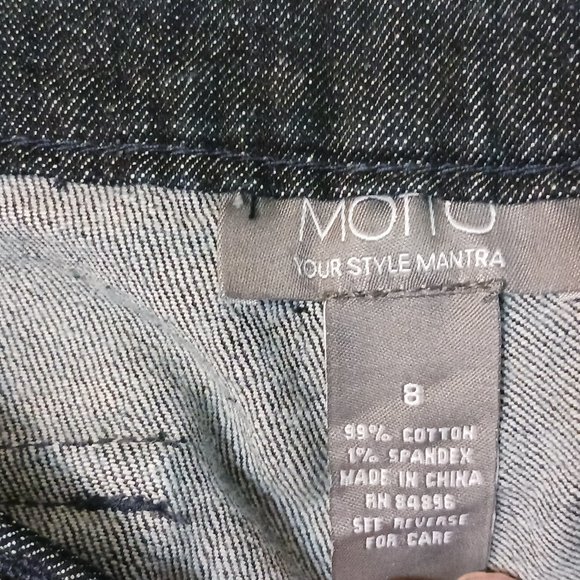 MOTTO
YOUR STYLE MANTRA
8
99% COTTON
1% SPANDEX
MADE IN CHINA
RN 84896
SEE REVERSE
FOR CARE